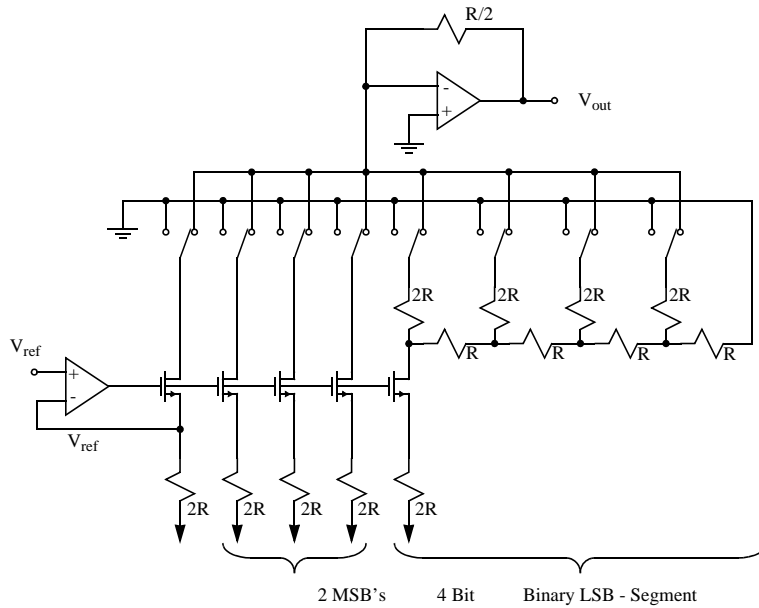 R/2
-
+
V_out
2R
2R
2R
2R
R
R
R
R
V_ref
+
-
V_ref
2R
2R
2R
2R
2R
2 MSB's
4 Bit
Binary LSB - Segment